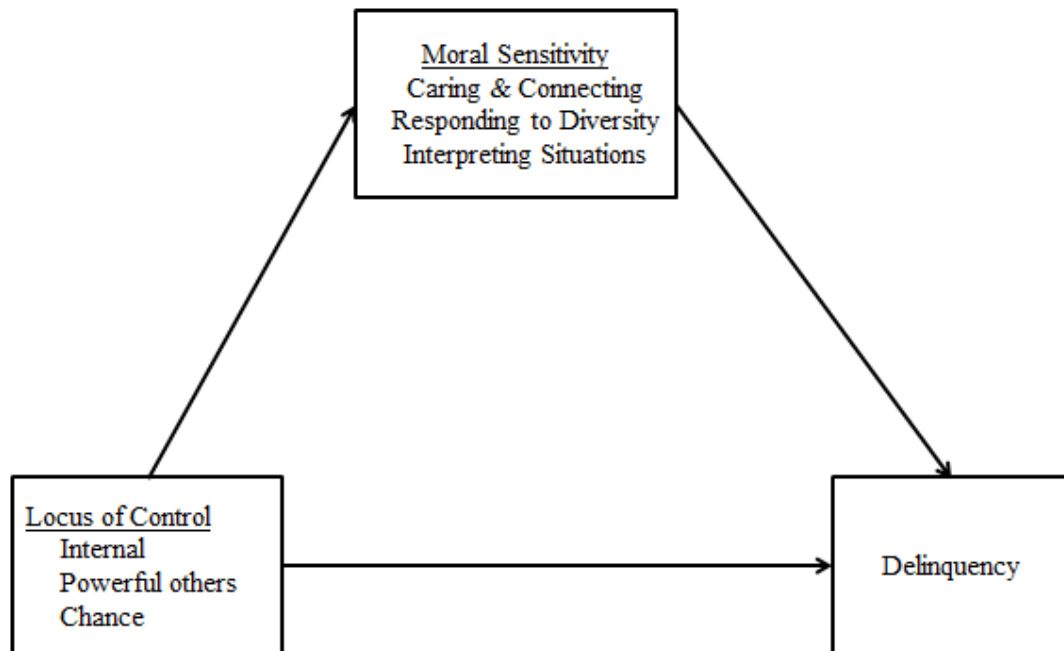 Moral Sensitivity
Caring & Connecting
Responding to Diversity
Interpreting Situations
Locus of Control
Internal
Powerful others
Chance
Delinquency